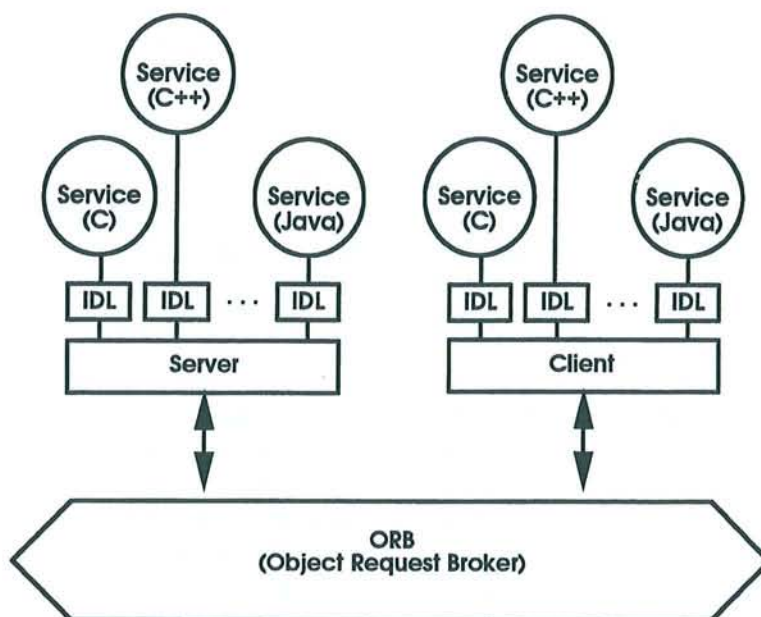 Service
(C++)
Service
(C++)
Service
(C)
Service
(Java)
Service
(C)
Service
(Java)
IDL
IDL
...
IDL
IDL
IDL
...
IDL
Server
Client
ORB
(Object Request Broker)